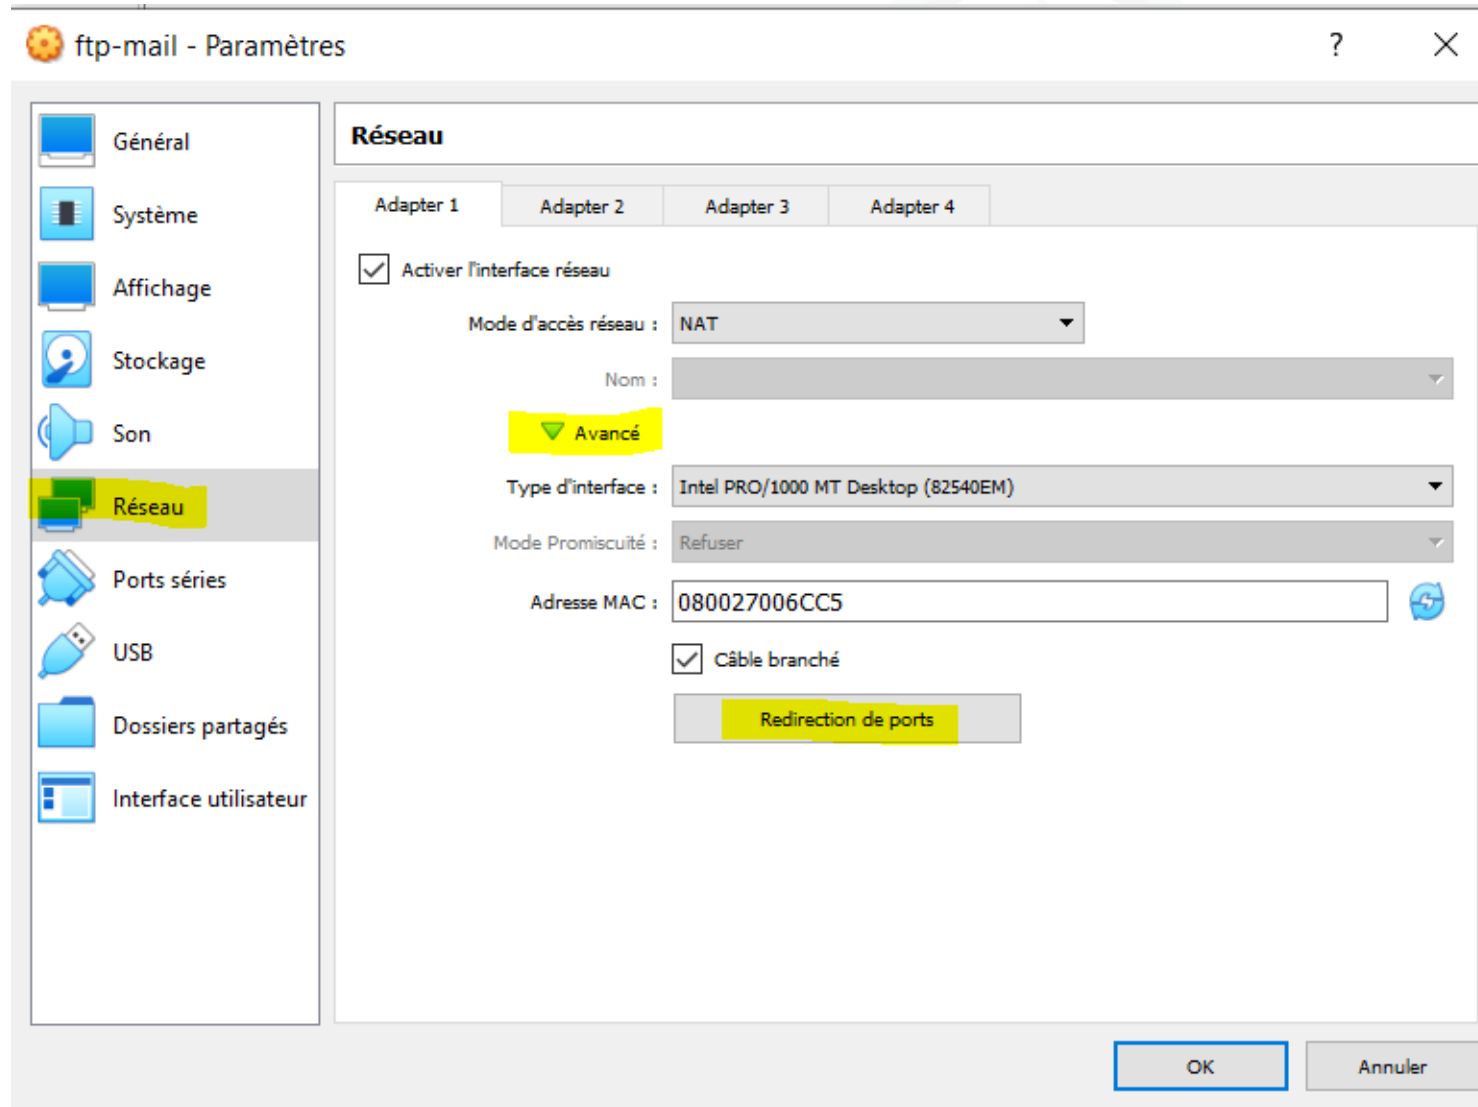 ftp-mail - Paramètres
?
Général
Système
Affichage
Stockage
Son
Réseau
Ports séries
USB
Dossiers partagés
Interface utilisateur
Réseau
Adapter 1
Adapter 2
Adapter 3
Adapter 4
Activer l'interface réseau
Mode d'accès réseau : NAT
Nom :
Avancé
Type d'interface : Intel PRO/1000 MT Desktop (82540EM)
Mode Promiscuité : Refuser
Adresse MAC : 080027006CC5
Câble branché
Redirection de ports
OK
Annuler